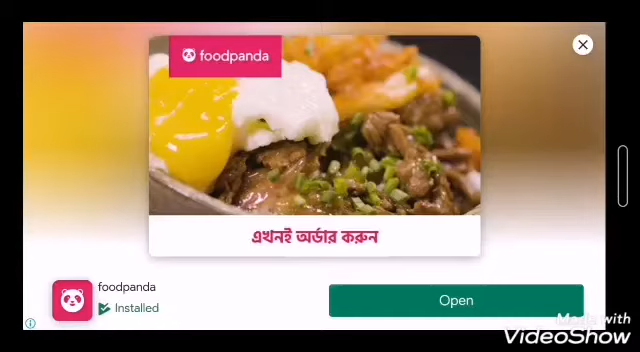 foodpanda
এখনই অর্ডার করুন
foodpanda
Installed
Open
Made with
VideoShow